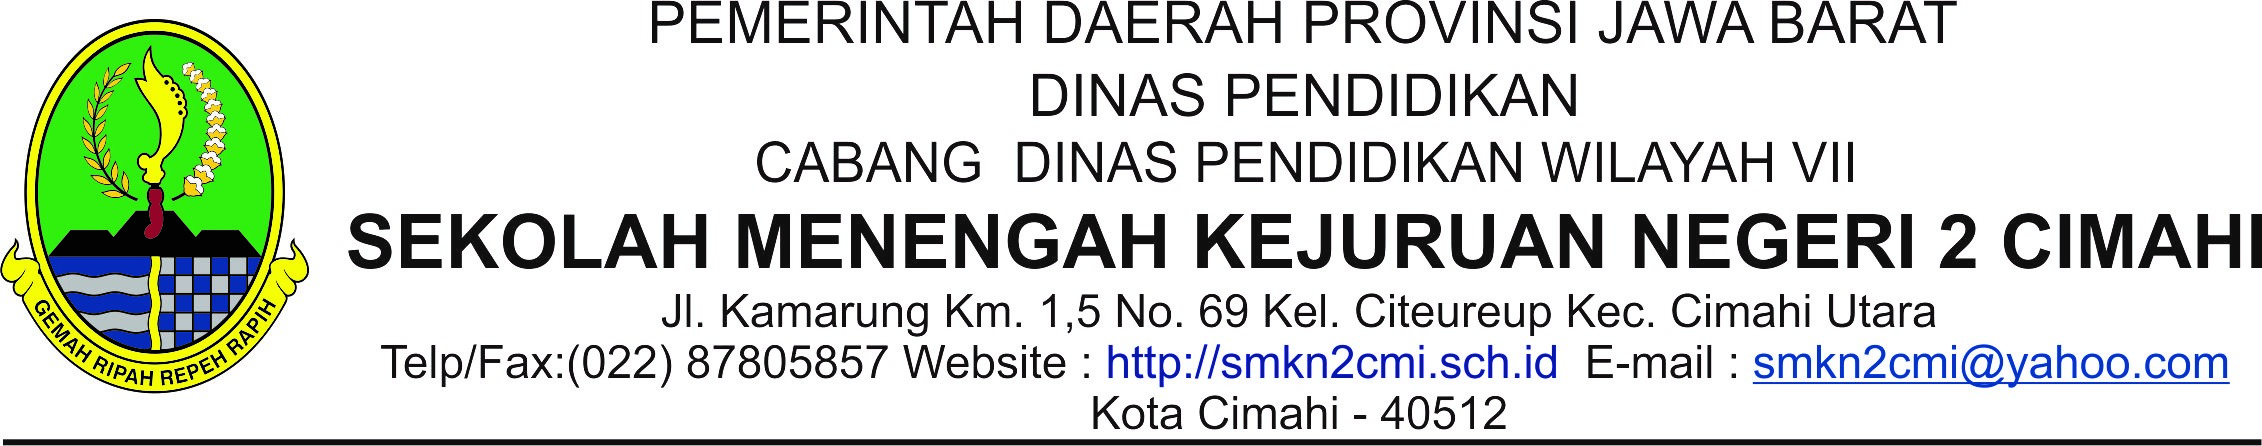 PEMERINTAH DAERAH PROVINSI JAWA BARAT
DINAS PENDIDIKAN
CABANG DINAS PENDIDIKAN WILAYAH VII
SEKOLAH MENENGAH KEJURUAN NEGERI 2 CIMAHI
Jl. Kamarung Km. 1,5 No. 69 Kel. Citeureup Kec. Cimahi Utara
Telp/Fax:(022) 87805857 Website : http://smkn2cmi.sch.id E-mail : smkn2cmi@yahoo.com
Kota Cimahi - 40512
GEMAH RIPAH REPEH RAPIH